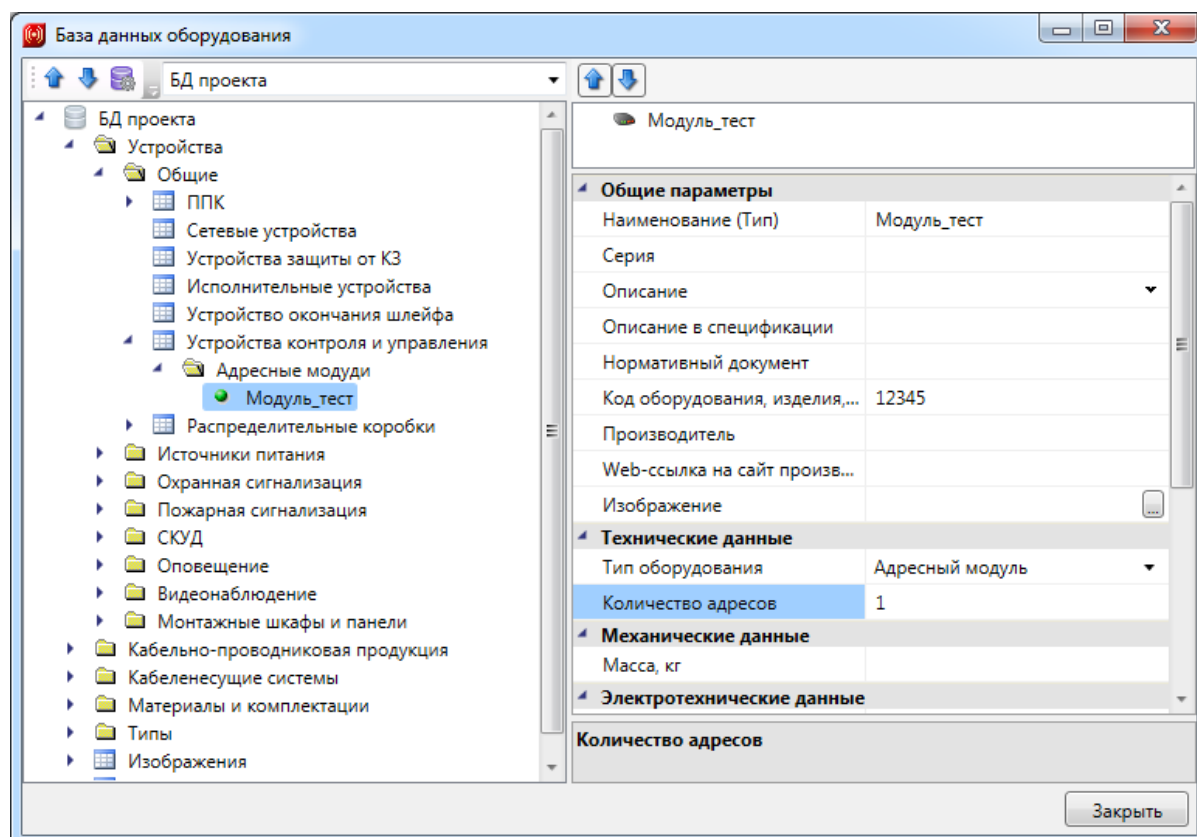 База данных оборудования
БД проекта
БД проекта
Устройства
Общие
ППК
Сетевые устройства
Устройства защиты от КЗ
Исполнительные устройства
Устройство окончания шлейфа
Устройства контроля и управления
Адресные модуди
Модуль_тест
Распределительные коробки
Источники питания
Охранная сигнализация
Пожарная сигнализация
СКУД
Оповещение
Видеонаблюдение
Монтажные шкафы и панели
Кабельно-проводниковая продукция
Кабеленесущие системы
Материалы и комплектации
Типы
Изображения
Модуль_тест
Общие параметры
Наименование (Тип) Модуль_тест
Серия
Описание
Описание в спецификации
Нормативный документ
Код оборудования, изделия,... 12345
Производитель
Web-ссылка на сайт произв...
Изображение ...
Технические данные
Тип оборудования Адресный модуль
Количество адресов 1
Механические данные
Масса, кг
Электротехнические данные
Количество адресов
Закрыть